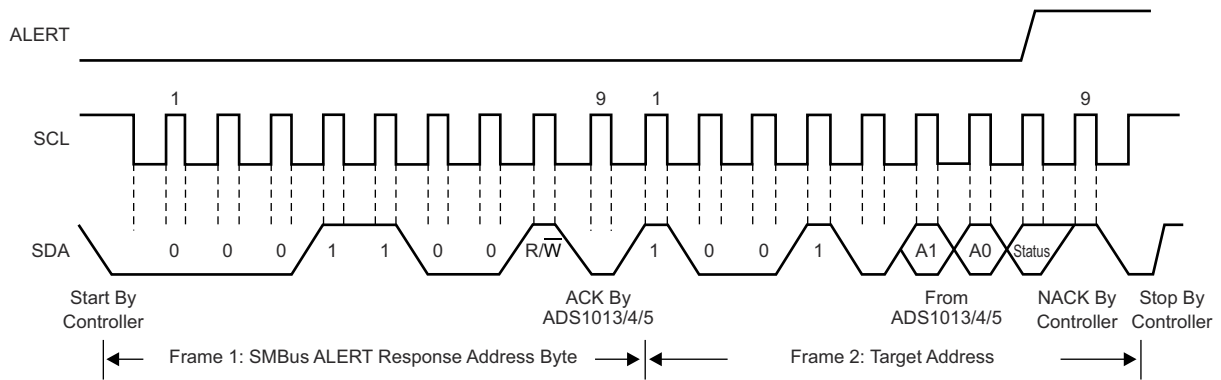 ALERT
1 9 1 9
SCL
SDA
0 0 0 1 1 0 0 R/W̅ 1 0 0 1 A1 A0 Status
Start By
Controller
ACK By
ADS1013/4/5
From
ADS1013/4/5
NACK By
Controller
Stop By
Controller
Frame 1: SMBus ALERT Response Address Byte
Frame 2: Target Address